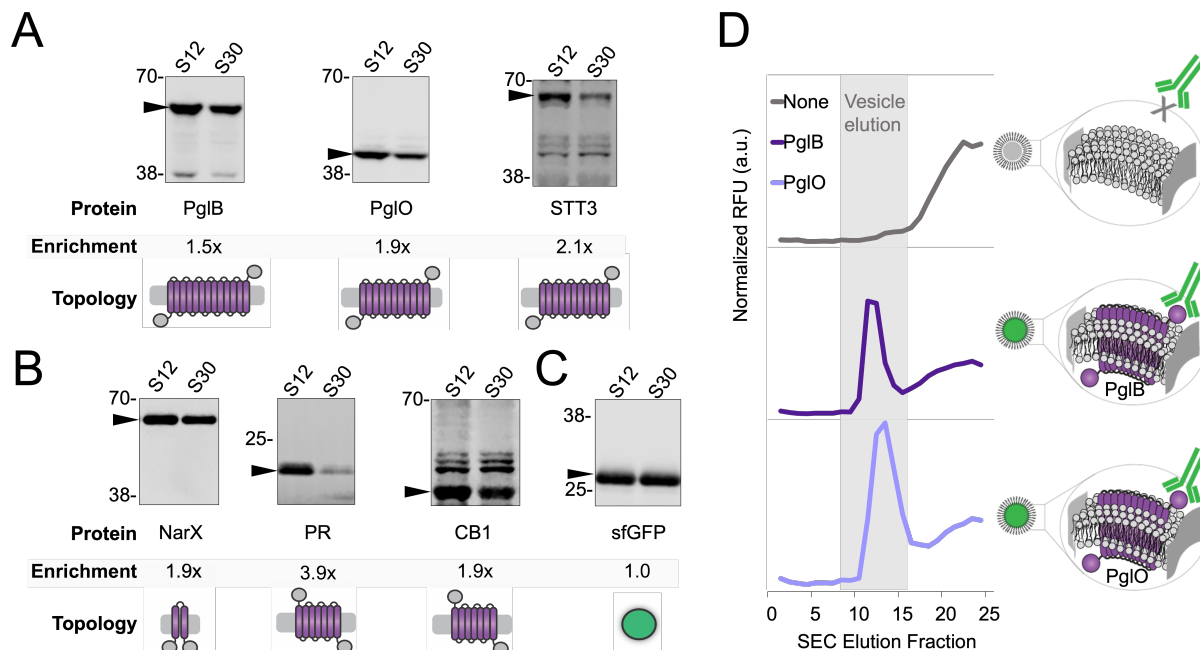 A
S12 S30
S12 S30
S12 S30
70-
70-
70-
38-
38-
38-
Protein PglB PglO STT3
Enrichment 1.5x 1.9x 2.1x
Topology
B
S12 S30
S12 S30
S12 S30
70-
38-
25-
70-
C
S12 S30
38-
25-
Protein NarX PR CB1 sfGFP
Enrichment 1.9x 3.9x 1.9x 1.0
Topology
D
Normalized RFU (a.u.)
None
PglB
PglO
Vesicle
elution
PglB
PglO
0 5 10 15 20 25
SEC Elution Fraction